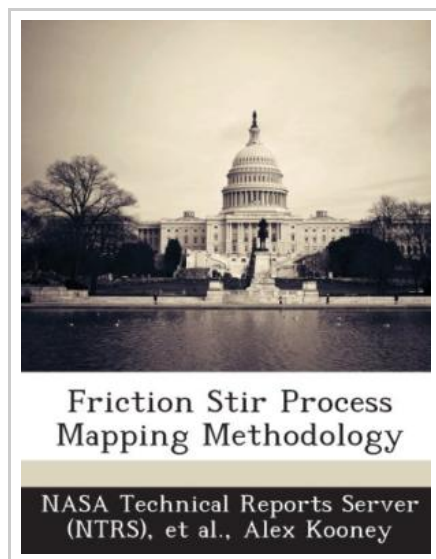 Friction Stir Process
Mapping Methodology
NASA Technical Reports Server
(NTRS), et al., Alex Kooney